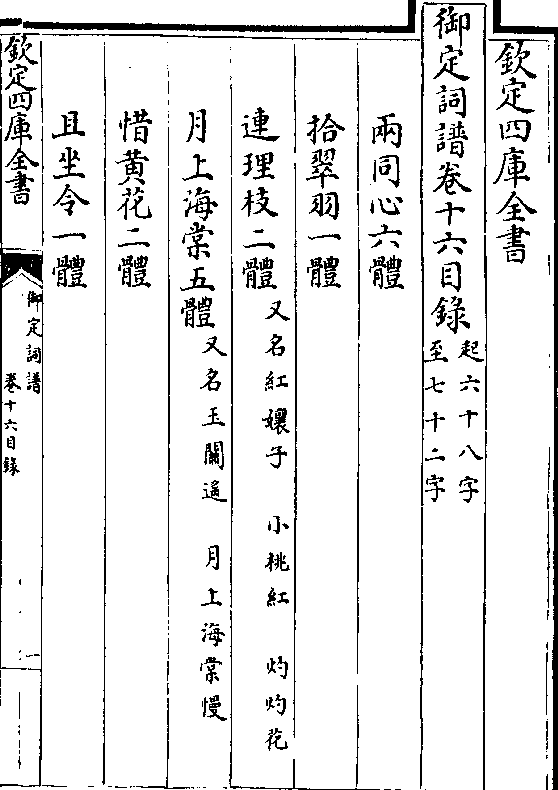 欽定四庫全書
御定詞譜卷十六目錄 起六十八字
至七十二字
兩同心六體
拾翠羽一體
連理枝二體 又名紅孃子 小桃紅 灼灼花
月上海棠五體 又名玉關遥 月上海棠慢
惜黄花二體
且坐令一體
欽定四庫全書
御定詞譜
卷十六目錄
一